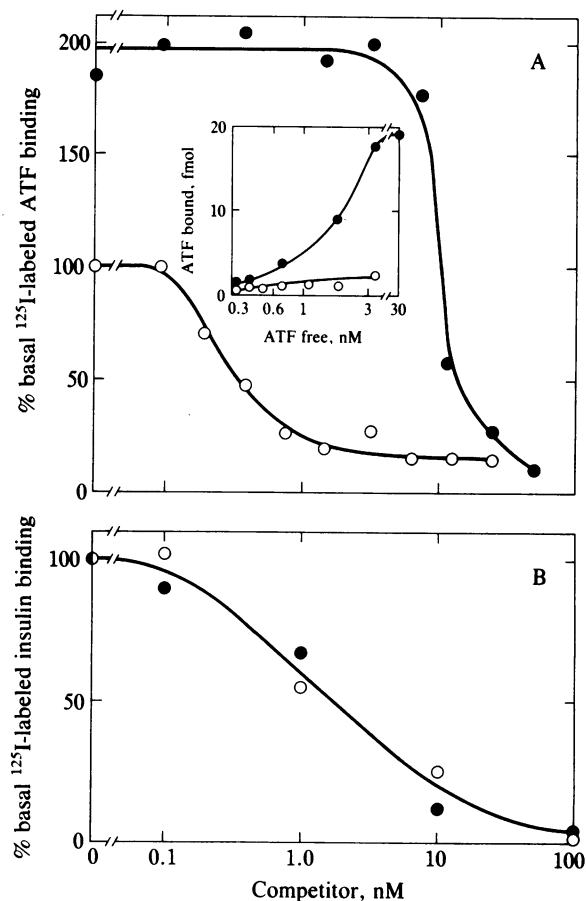 A
% basal ¹²⁵I-labeled ATF binding
200
150
100
50
0
ATF bound, fmol
20
10
0
0.3 0.6 1 3 30
ATF free, nM
B
% basal ¹²⁵I-labeled insulin binding
100
50
0
0 0.1 1.0 10 100
Competitor, nM